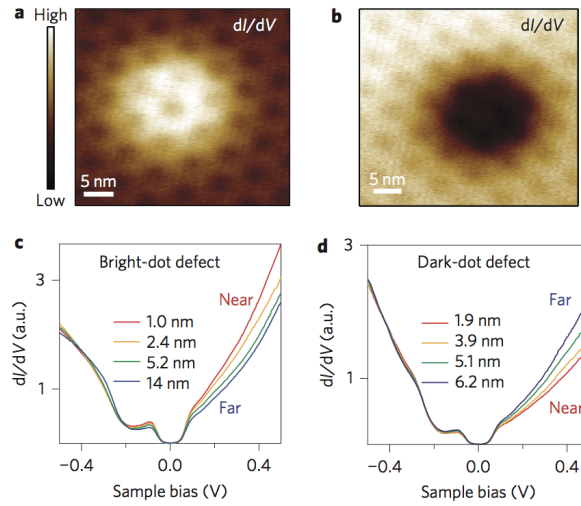 a
High
dI/dV
5 nm
Low
b
dI/dV
5 nm
c
Bright-dot defect
dI/dV (a.u.)
3
1
Near
1.0 nm
2.4 nm
5.2 nm
14 nm
Far
−0.4
0.0
0.4
Sample bias (V)
d
Dark-dot defect
dI/dV (a.u.)
3
1
Far
1.9 nm
3.9 nm
5.1 nm
6.2 nm
Near
−0.4
0.0
0.4
Sample bias (V)